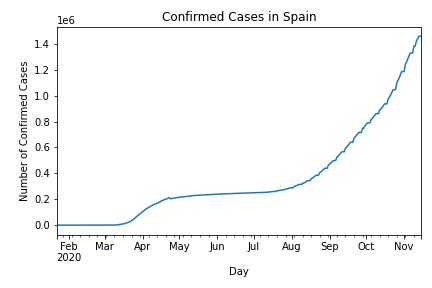 Confirmed Cases in Spain
1e6
Number of Confirmed Cases
1.4
1.2
1.0
0.8
0.6
0.4
0.2
0.0
Feb Mar Apr May Jun Jul Aug Sep Oct Nov
2020
Day